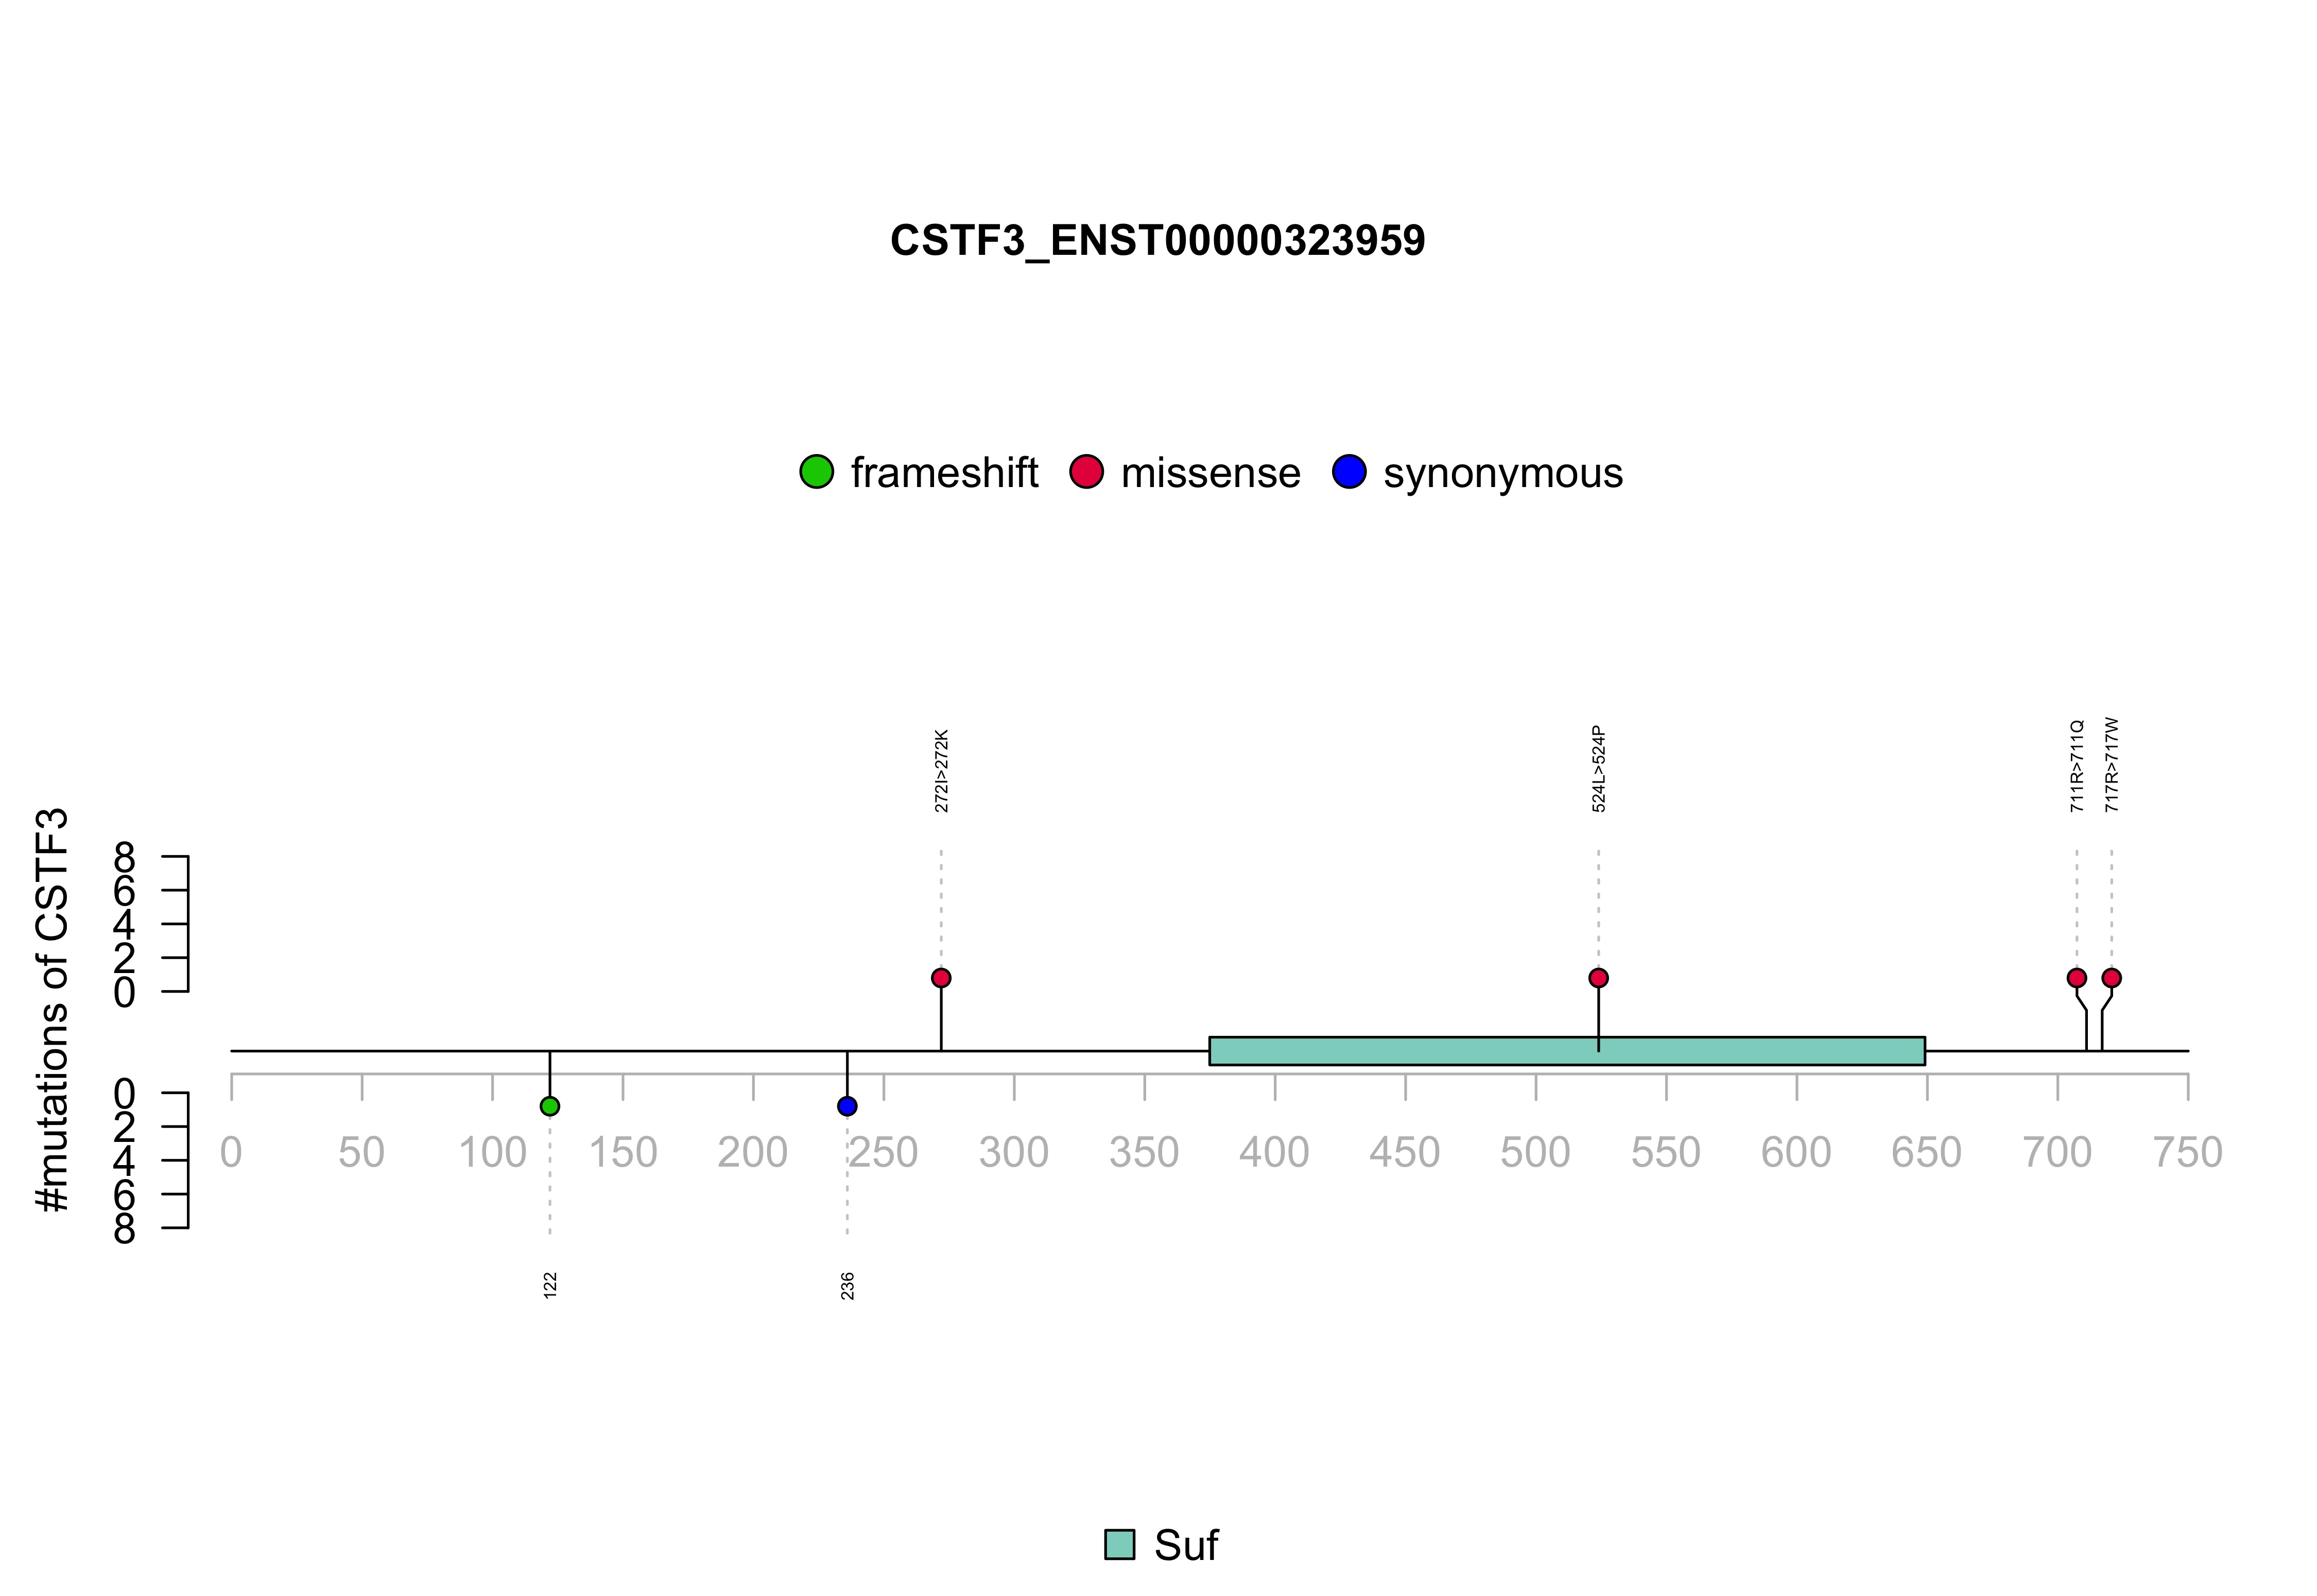 CSTF3_ENST00000323959
frameshift missense synonymous
272I>272K
524L>524P
711R>711Q
717R>717W
#mutations of CSTF3
8
6
4
2
0
0
2
4
6
8
0 50 100 150 200 250 300 350 400 450 500 550 600 650 700 750
122
236
Suf